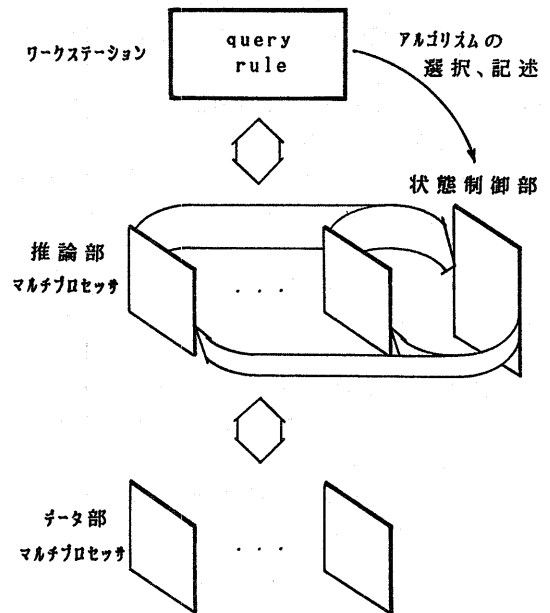 ワークステーション
query
rule
アルゴリズムの
選択、記述
状態制御部
推論部
マルチプロセッサ
. . .
データ部
マルチプロセッサ
. . .